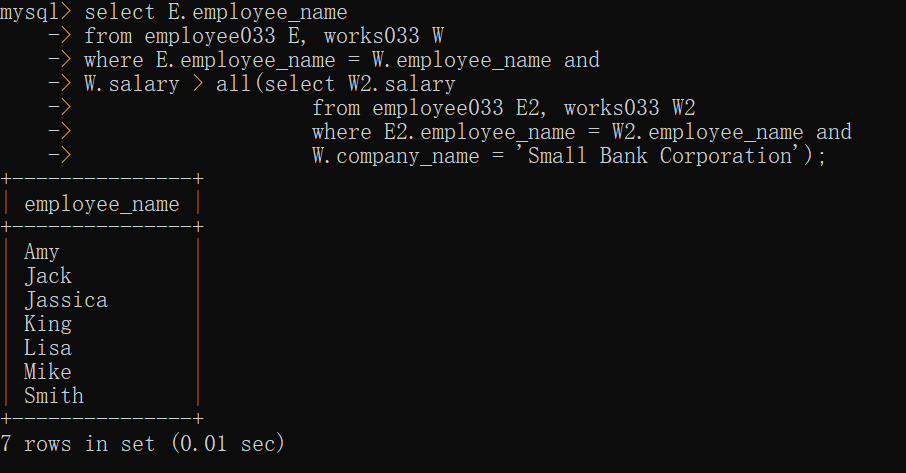 mysql> select E.employee_name
    -> from employee033 E, works033 W
    -> where E.employee_name = W.employee_name and
    -> W.salary > all(select W2.salary
    ->                    from employee033 E2, works033 W2
    ->                    where E2.employee_name = W2.employee_name and
    ->                    W.company_name = 'Small Bank Corporation');
+---------------+
| employee_name |
+---------------+
| Amy           |
| Jack          |
| Jassica       |
| King          |
| Lisa          |
| Mike          |
| Smith         |
+---------------+
7 rows in set (0.01 sec)